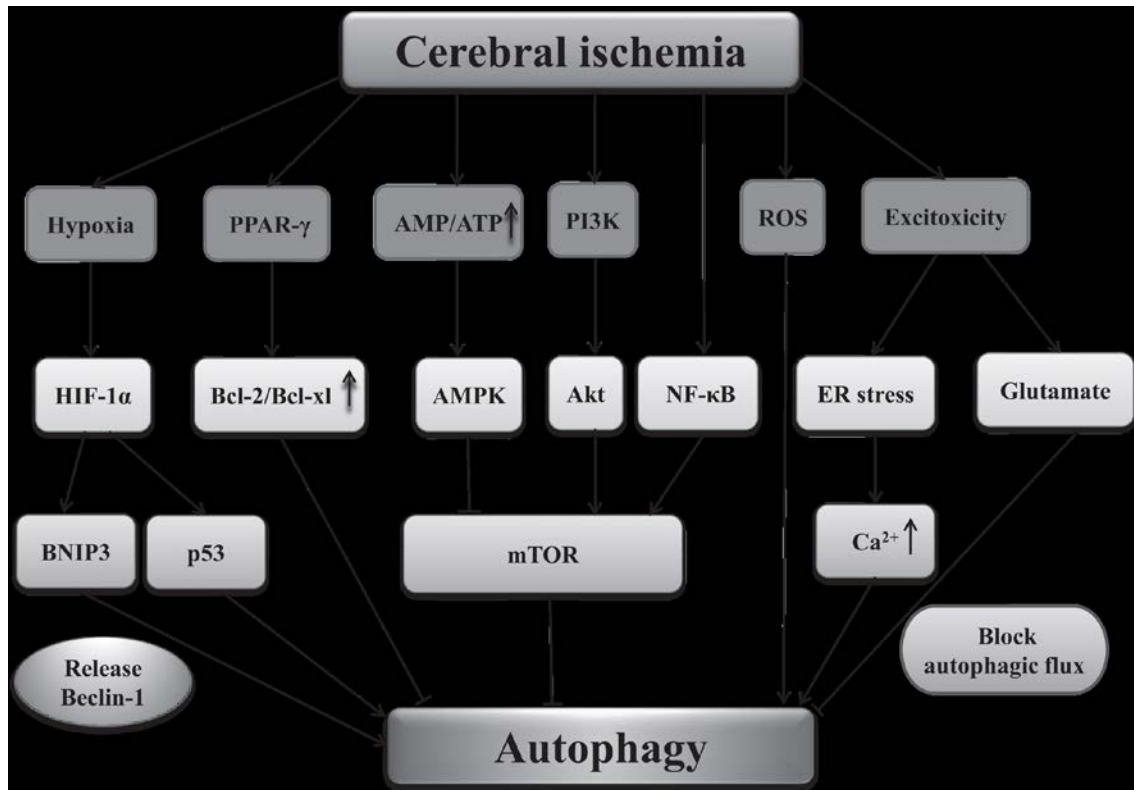 Cerebral ischemia
Hypoxia
PPAR-γ
AMP/ATP
PI3K
ROS
Excitoxicity
HIF-1α
Bcl-2/Bcl-xl
AMPK
Akt
NF-κB
ER stress
Glutamate
BNIP3
p53
mTOR
Ca²⁺
Release
Beclin-1
Block
autophagic flux
Autophagy